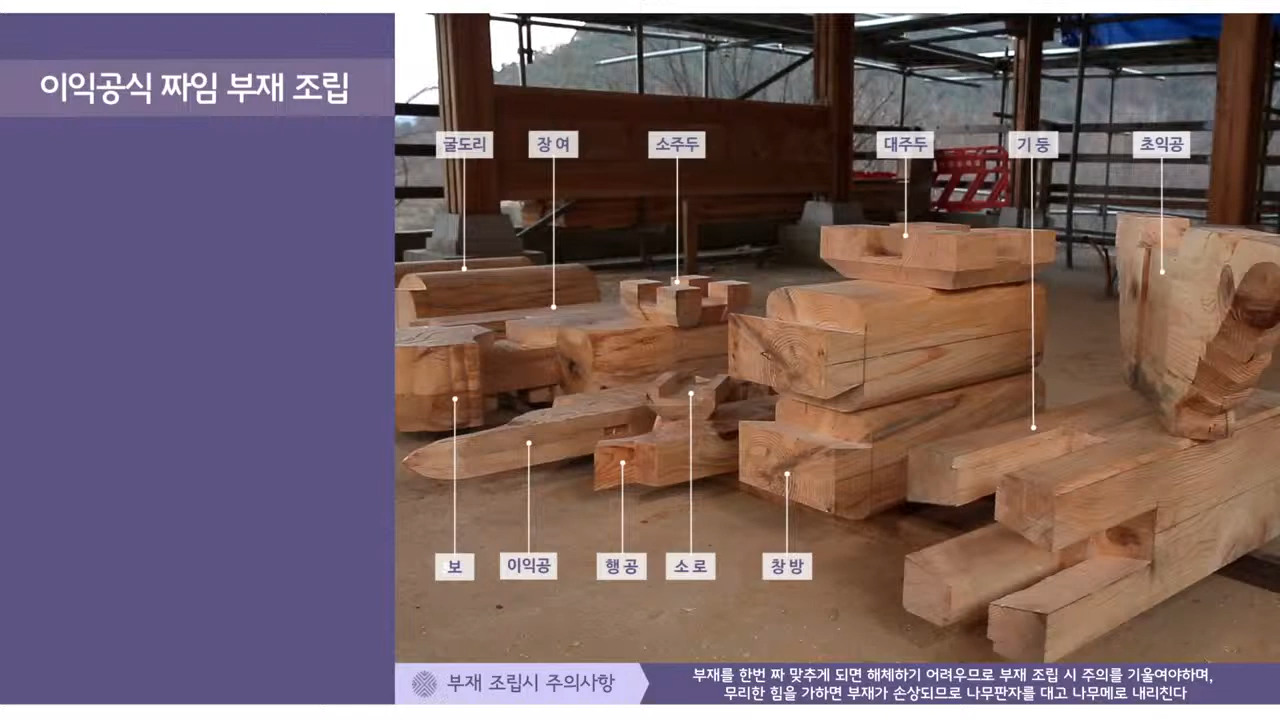 이익공식 짜임 부재 조립
굴도리
장 여
소주두
대주두
기 둥
초익공
보
이익공
행 공
소 로
창 방
부재 조립시 주의사항
부재를 한번 짜 맞추게 되면 해체하기 어려우므로 부재 조립 시 주의를 기울여야하며,
무리한 힘을 가하면 부재가 손상되므로 나무판자를 대고 나무메로 내리친다